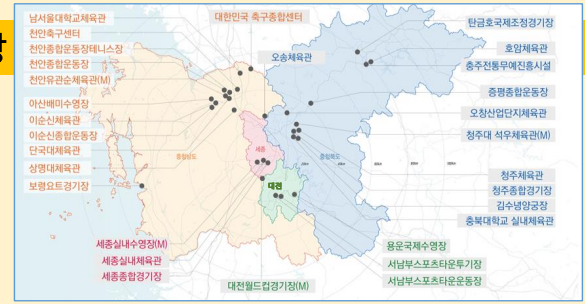 남서울대학교체육관
천안축구센터
천안종합운동장테니스장
천안종합운동장
천안유관순체육관(M)
아산배미수영장
이순신체육관
이순신종합운동장
단국대체육관
상명대체육관
보령요트경기장
대한민국 축구종합센터
오송체육관
탄금호국제조정경기장
호암체육관
충주전통무예진흥시설
증평종합운동장
오창산업단지체육관
청주대 석우체육관(M)
청주체육관
청주종합경기장
김수녕양궁장
충북대학교 실내체육관
충청남도
세종
충청북도
대전
세종실내수영장(M)
세종실내체육관
세종종합경기장
대전월드컵경기장(M)
용운국제수영장
서남부스포츠타운투기장
서남부스포츠타운운동장